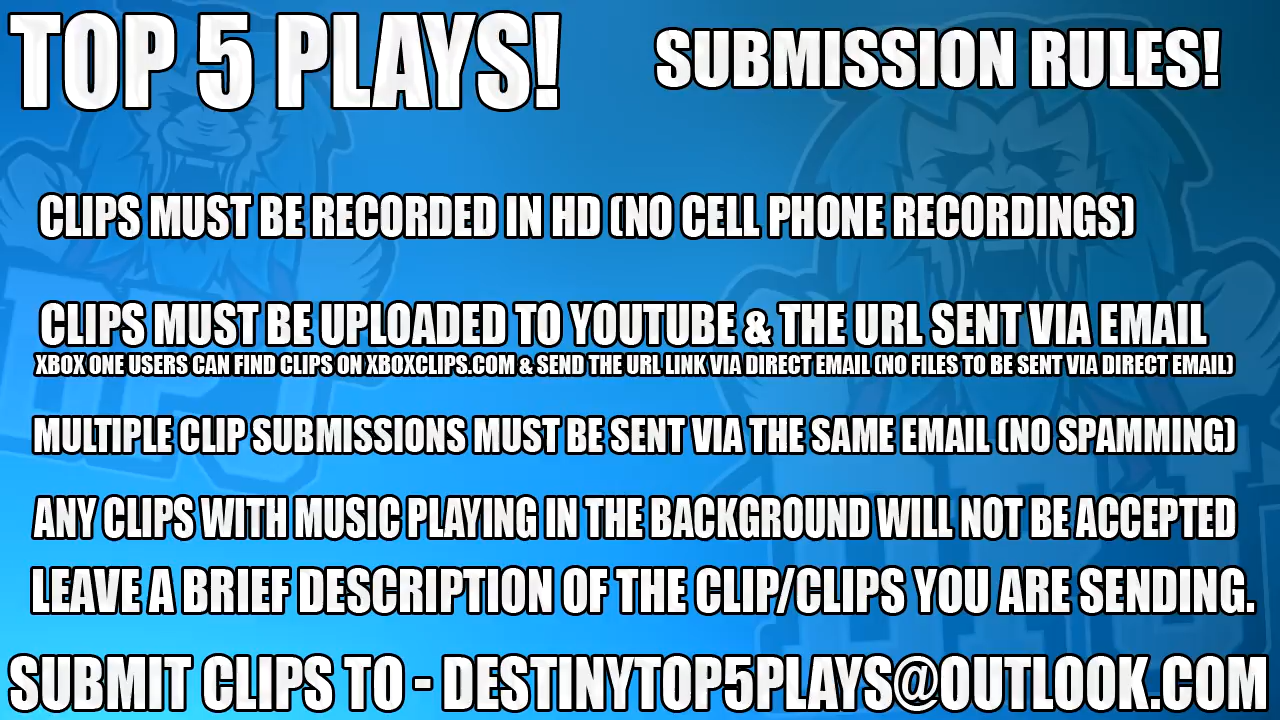 TOP 5 PLAYS!
SUBMISSION RULES!
CLIPS MUST BE RECORDED IN HD (NO CELL PHONE RECORDINGS)
CLIPS MUST BE UPLOADED TO YOUTUBE & THE URL SENT VIA EMAIL
XBOX ONE USERS CAN FIND CLIPS ON XBOXCLIPS.COM & SEND THE URL LINK VIA DIRECT EMAIL (NO FILES TO BE SENT VIA DIRECT EMAIL)
MULTIPLE CLIP SUBMISSIONS MUST BE SENT VIA THE SAME EMAIL (NO SPAMMING)
ANY CLIPS WITH MUSIC PLAYING IN THE BACKGROUND WILL NOT BE ACCEPTED
LEAVE A BRIEF DESCRIPTION OF THE CLIP/CLIPS YOU ARE SENDING.
SUBMIT CLIPS TO - DESTINYTOP5PLAYS@OUTLOOK.COM